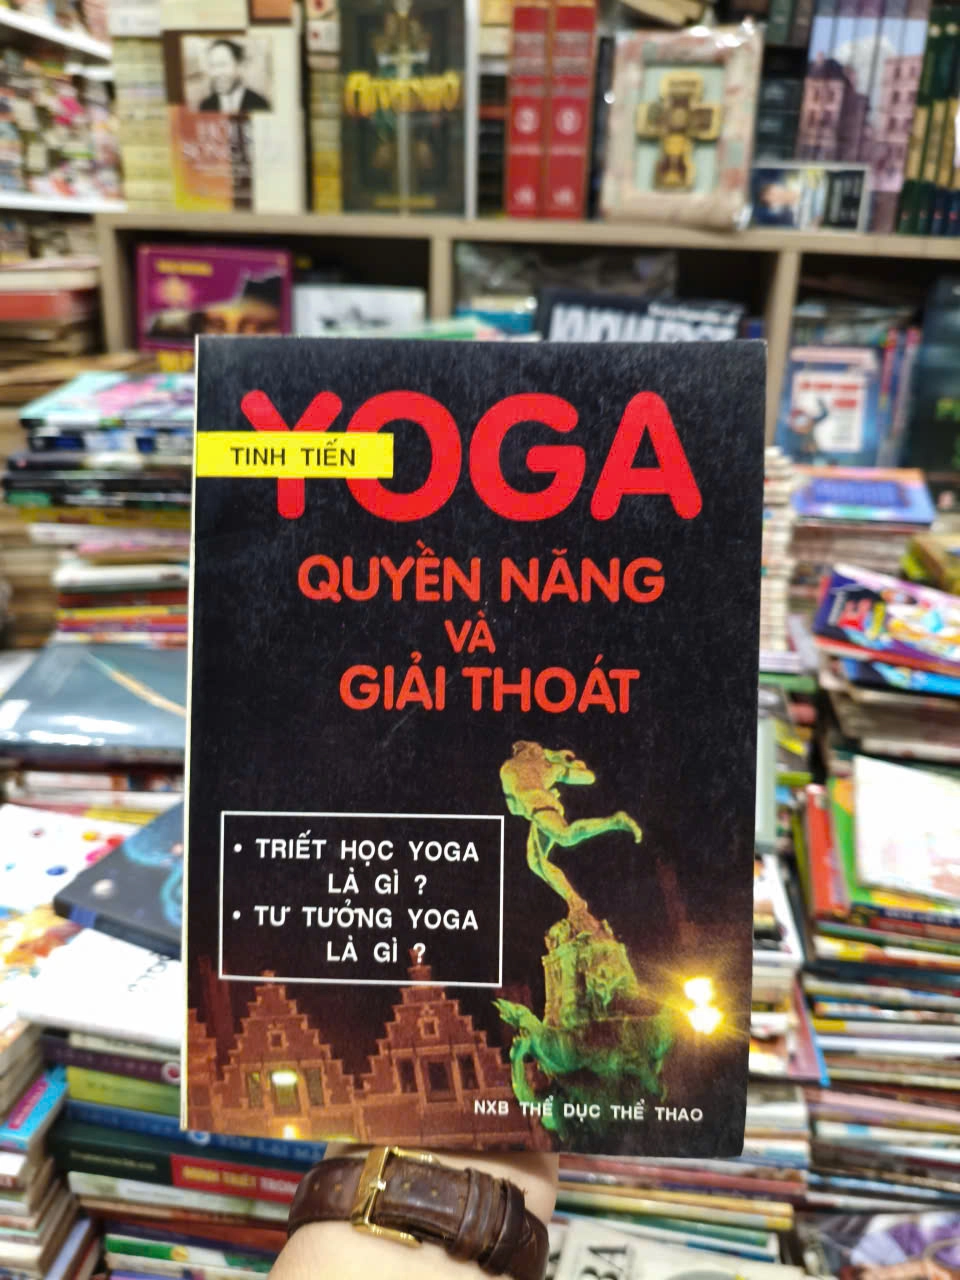 YOGA
TINH TIẾN
QUYỀN NĂNG
VÀ
GIẢI THOÁT
• TRIẾT HỌC YOGA
LÀ GÌ ?
• TƯ TƯỞNG YOGA
LÀ GÌ ?
NXB THỂ DỤC THỂ THAO